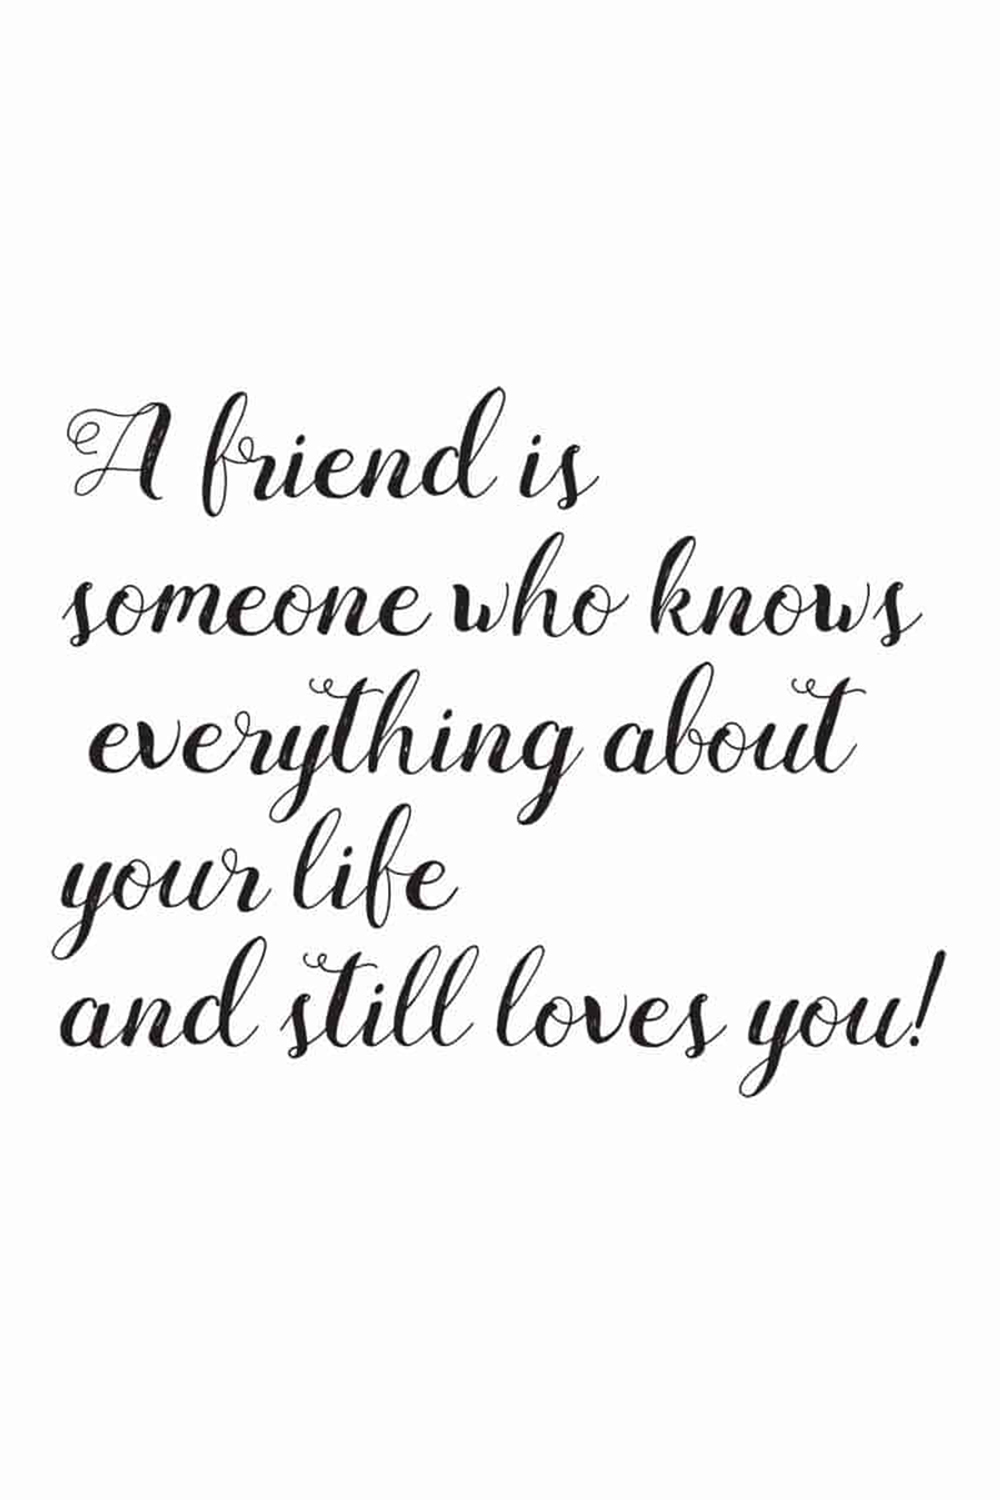 A friend is
someone who knows
everything about
your life
and still loves you!